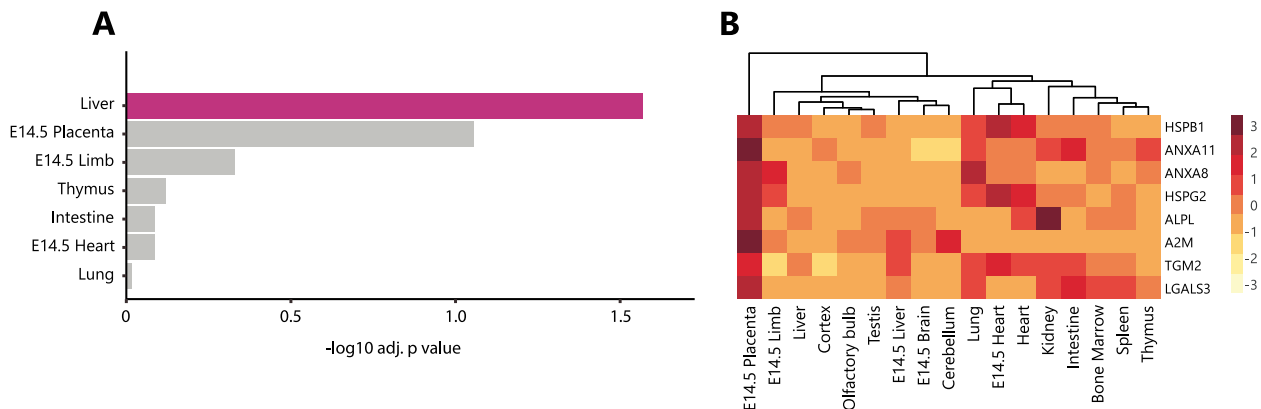 A
Liver
E14.5 Placenta
E14.5 Limb
Thymus
Intestine
E14.5 Heart
Lung
0
0.5
1.0
1.5
-log10 adj. p value
B
HSPB1
ANXA11
ANXA8
HSPG2
ALPL
A2M
TGM2
LGALS3
3
2
1
0
-1
-2
-3
E14.5 Placenta
E14.5 Limb
Liver
Cortex
Olfactory bulb
Testis
E14.5 Liver
E14.5 Brain
Cerebellum
Lung
E14.5 Heart
Heart
Kidney
Intestine
Bone Marrow
Spleen
Thymus